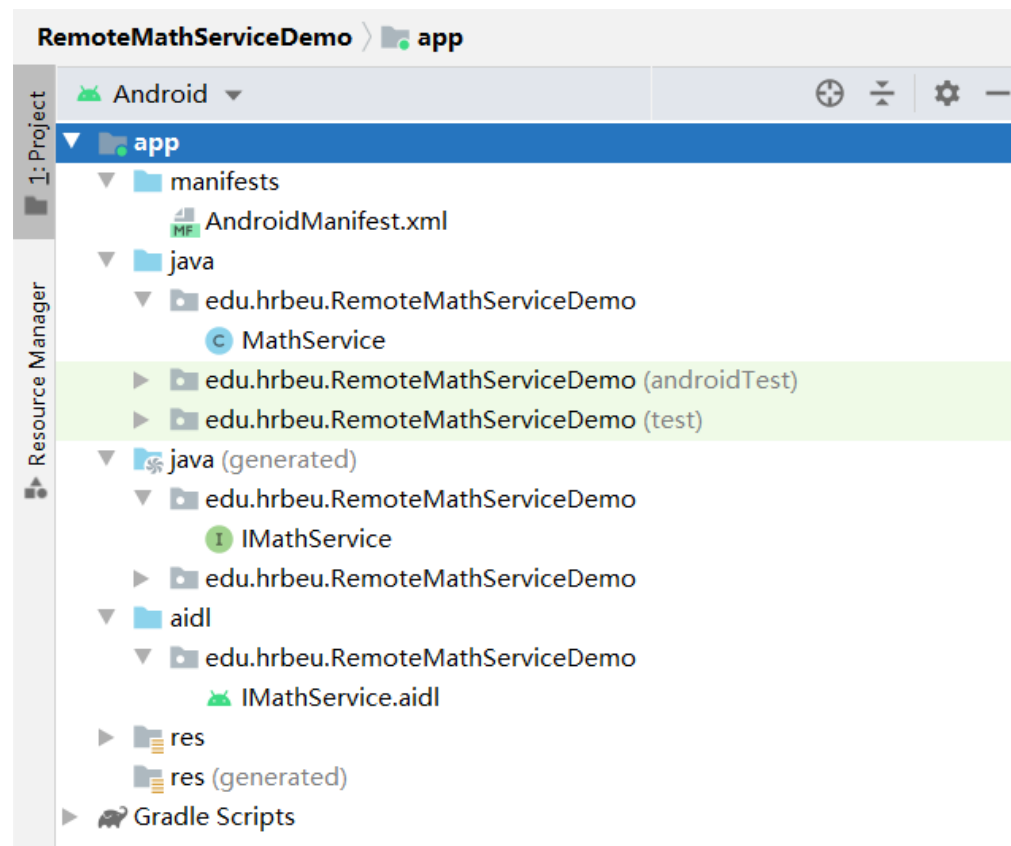 RemoteMathServiceDemo app
1: Project
Resource Manager
Android
app
manifests
MF AndroidManifest.xml
java
edu.hrbeu.RemoteMathServiceDemo
C MathService
edu.hrbeu.RemoteMathServiceDemo (androidTest)
edu.hrbeu.RemoteMathServiceDemo (test)
java (generated)
edu.hrbeu.RemoteMathServiceDemo
I IMathService
edu.hrbeu.RemoteMathServiceDemo
aidl
edu.hrbeu.RemoteMathServiceDemo
IMathService.aidl
res
res (generated)
Gradle Scripts